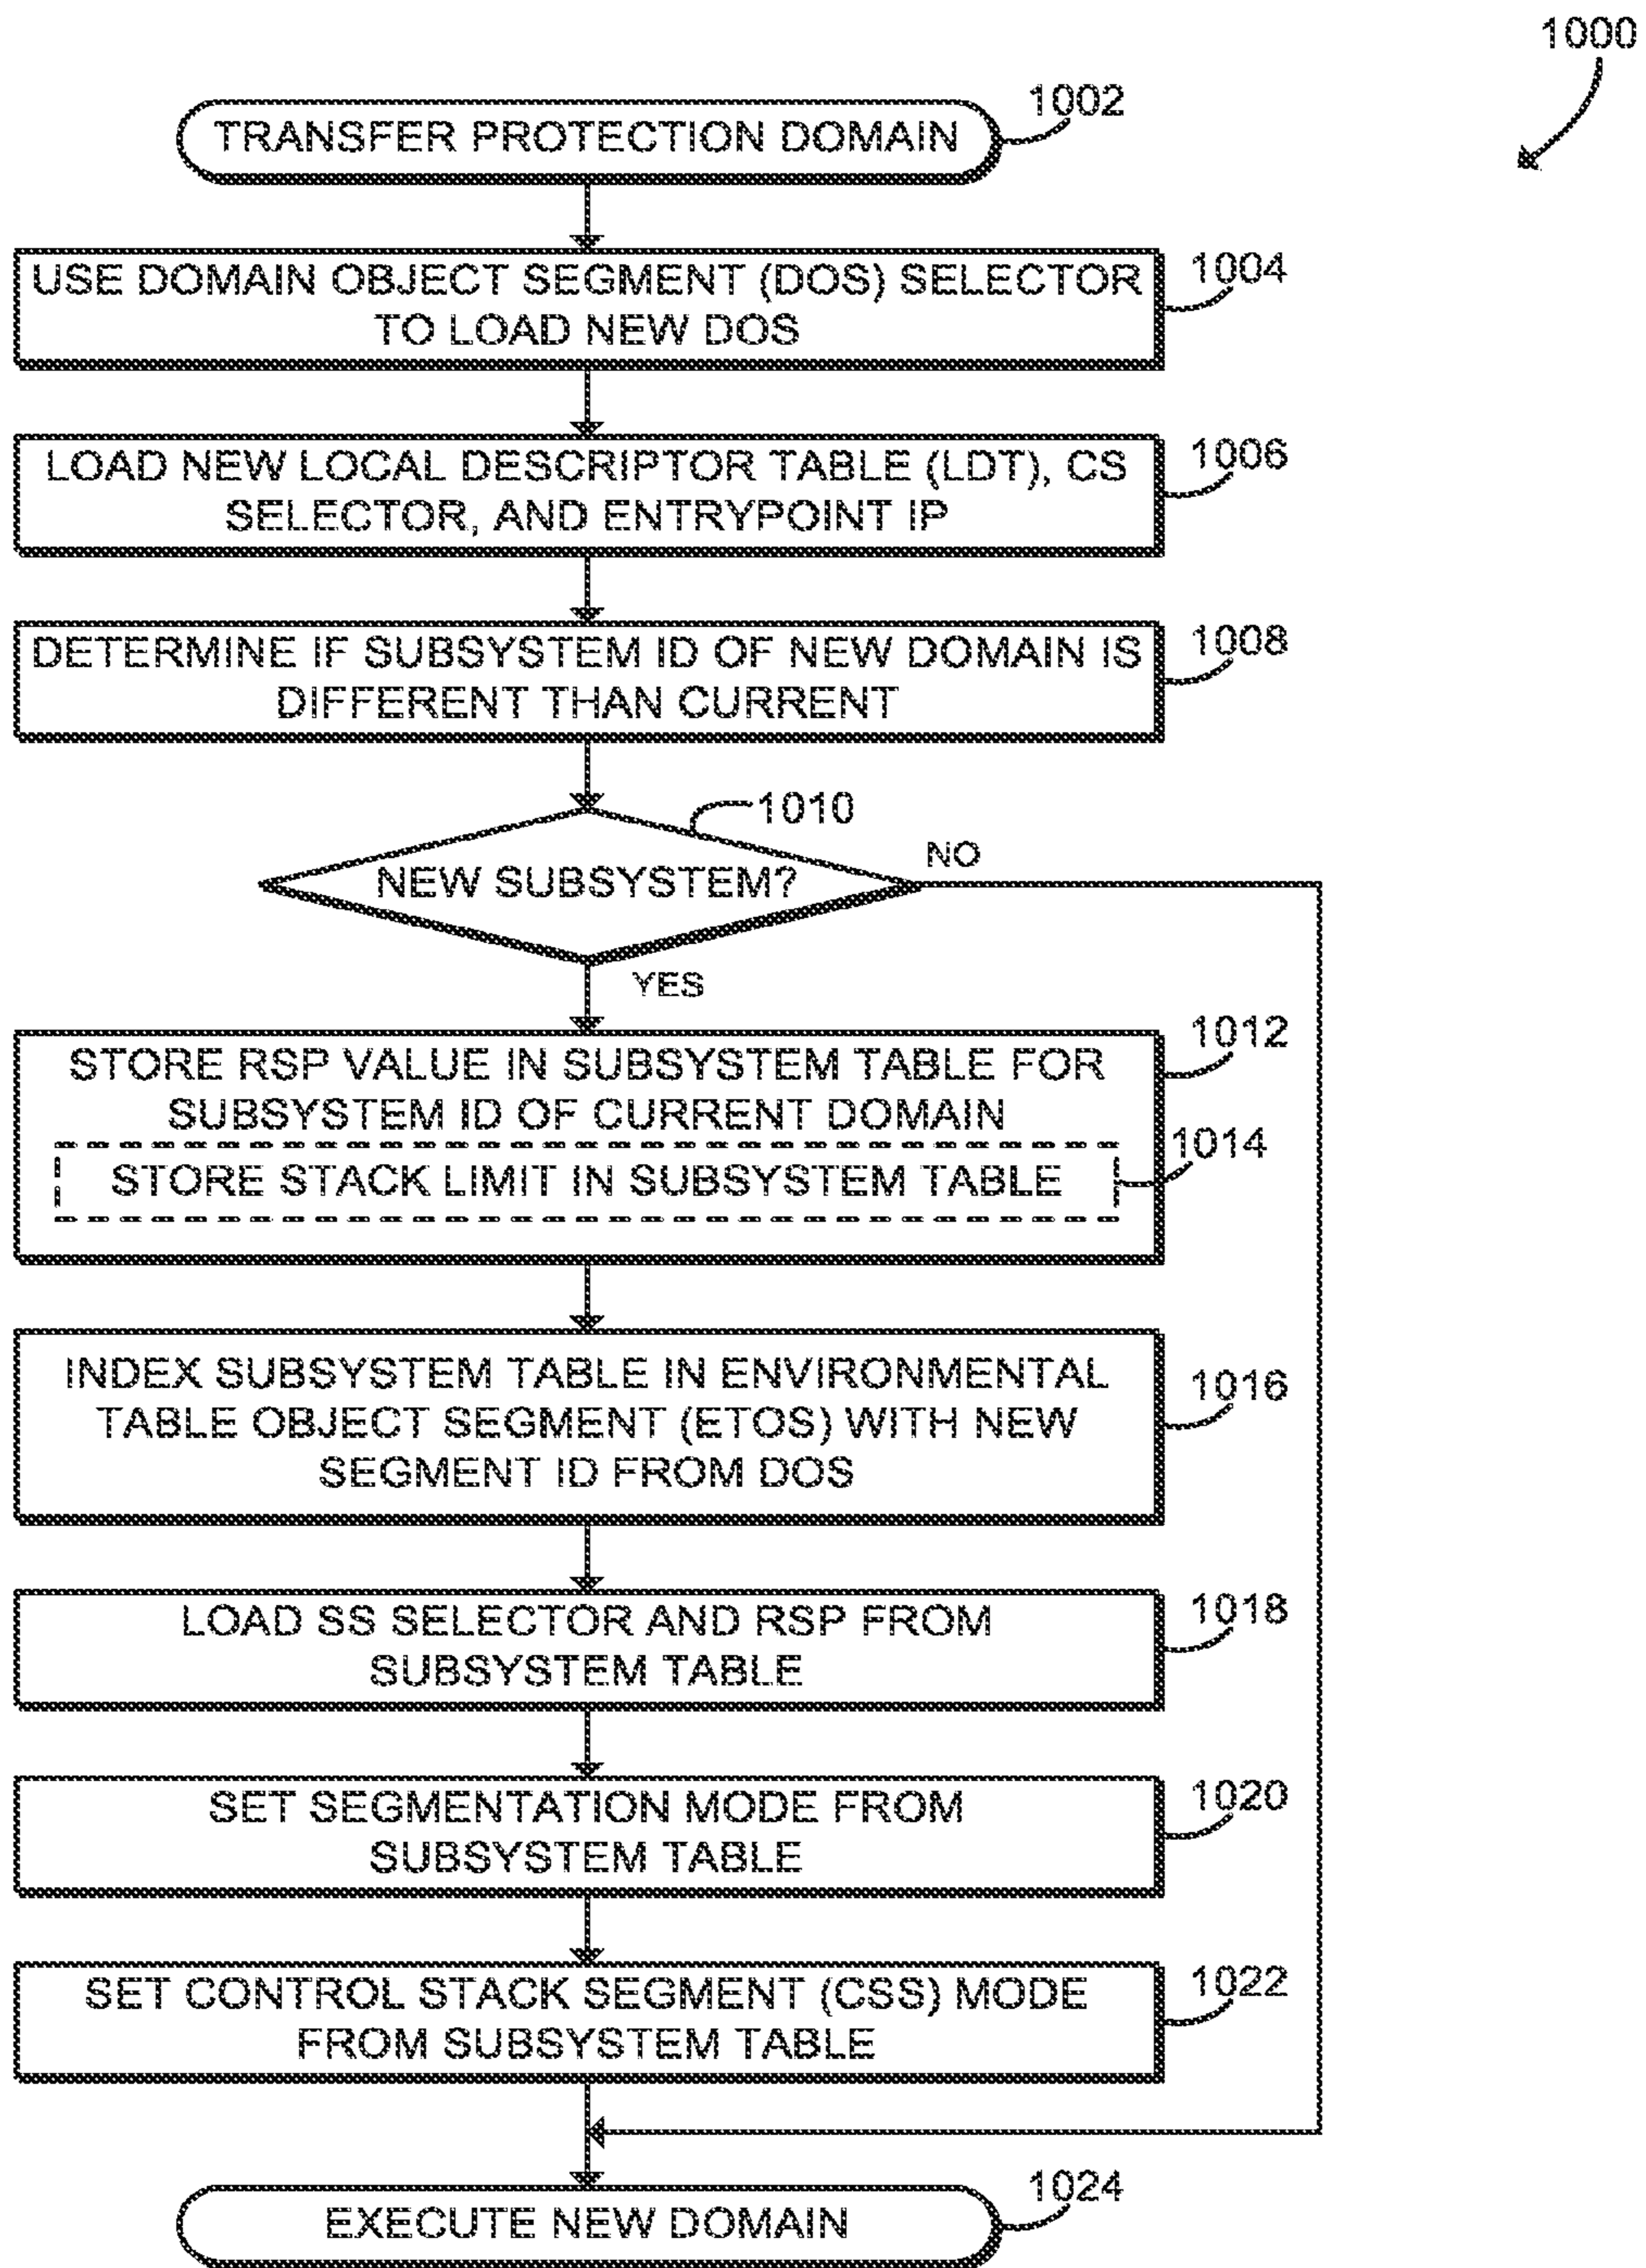 1000
TRANSFER PROTECTION DOMAIN
1002
USE DOMAIN OBJECT SEGMENT (DOS) SELECTOR
TO LOAD NEW DOS
1004
LOAD NEW LOCAL DESCRIPTOR TABLE (LDT), CS
SELECTOR, AND ENTRYPOINT IP
1006
DETERMINE IF SUBSYSTEM ID OF NEW DOMAIN IS
DIFFERENT THAN CURRENT
1008
1010
NEW SUBSYSTEM?
NO
YES
STORE RSP VALUE IN SUBSYSTEM TABLE FOR
SUBSYSTEM ID OF CURRENT DOMAIN
1012
STORE STACK LIMIT IN SUBSYSTEM TABLE
1014
INDEX SUBSYSTEM TABLE IN ENVIRONMENTAL
TABLE OBJECT SEGMENT (ETOS) WITH NEW
SEGMENT ID FROM DOS
1016
LOAD SS SELECTOR AND RSP FROM
SUBSYSTEM TABLE
1018
SET SEGMENTATION MODE FROM
SUBSYSTEM TABLE
1020
SET CONTROL STACK SEGMENT (CSS) MODE
FROM SUBSYSTEM TABLE
1022
EXECUTE NEW DOMAIN
1024